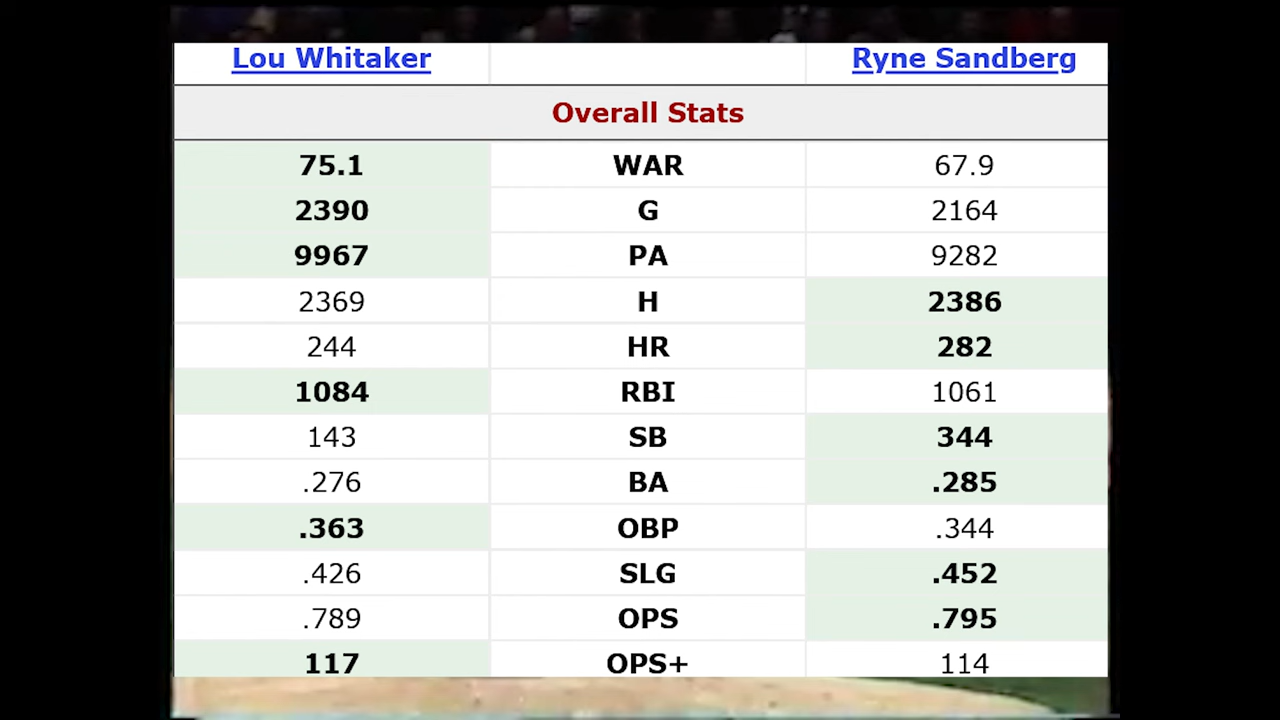 Lou Whitaker Ryne Sandberg
Overall Stats
75.1 WAR 67.9
2390 G 2164
9967 PA 9282
2369 H 2386
244 HR 282
1084 RBI 1061
143 SB 344
.276 BA .285
.363 OBP .344
.426 SLG .452
.789 OPS .795
117 OPS+ 114